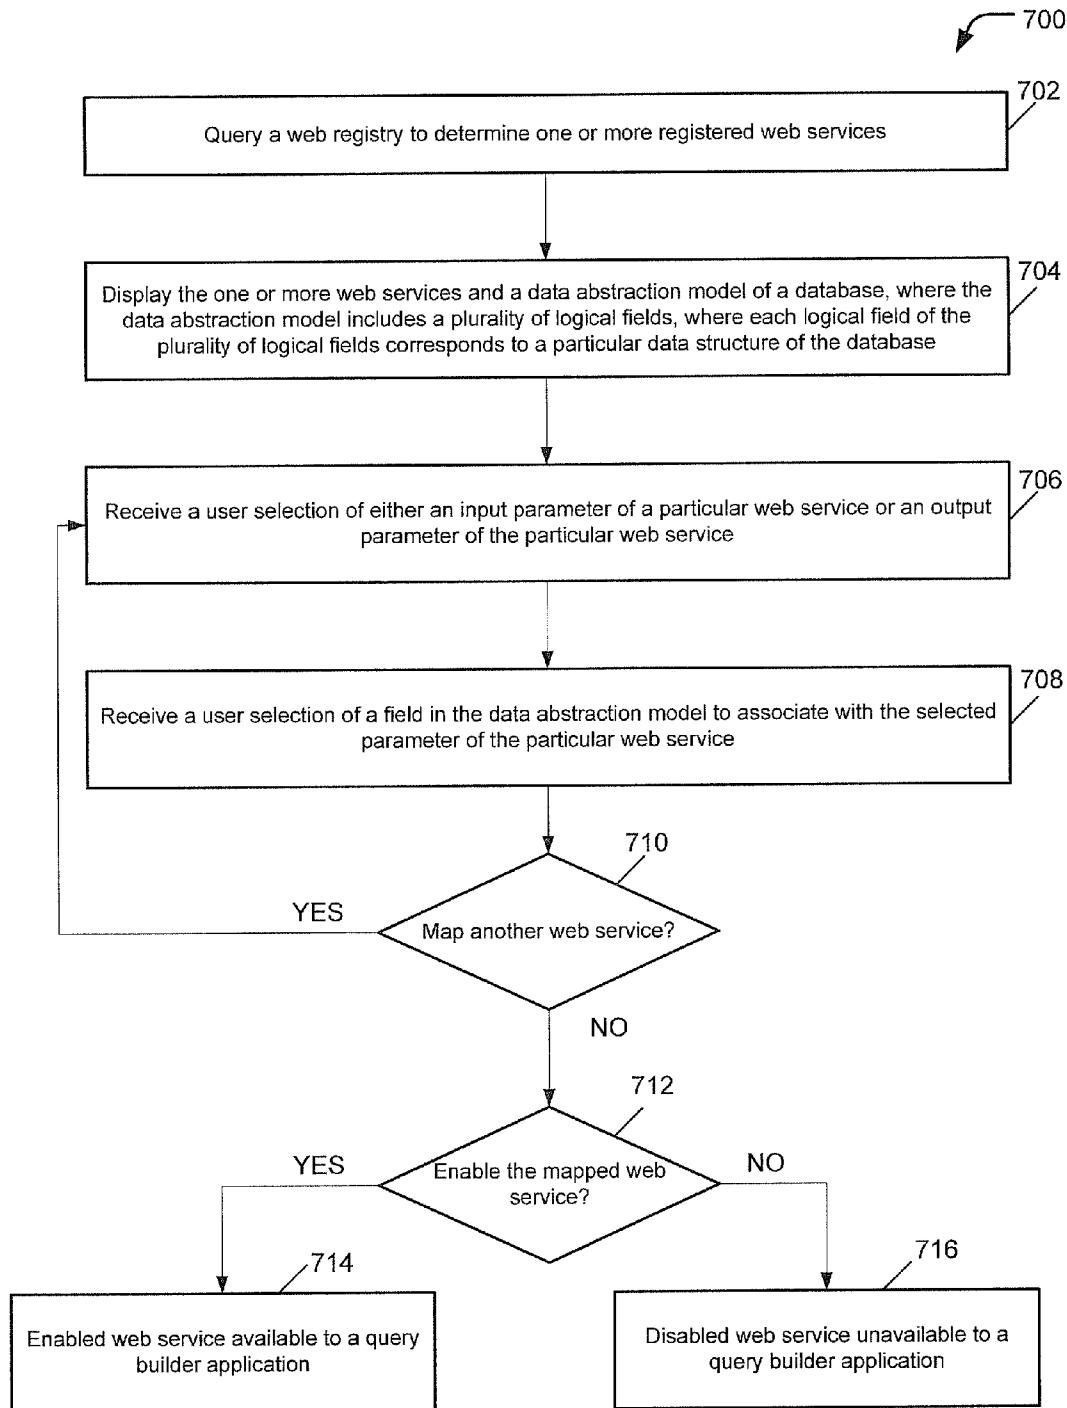 700
702
Query a web registry to determine one or more registered web services
704
Display the one or more web services and a data abstraction model of a database, where the
data abstraction model includes a plurality of logical fields, where each logical field of the
plurality of logical fields corresponds to a particular data structure of the database
706
Receive a user selection of either an input parameter of a particular web service or an output
parameter of the particular web service
708
Receive a user selection of a field in the data abstraction model to associate with the selected
parameter of the particular web service
710
YES
Map another web service?
NO
712
YES
Enable the mapped web
service?
NO
714
Enabled web service available to a query
builder application
716
Disabled web service unavailable to a
query builder application